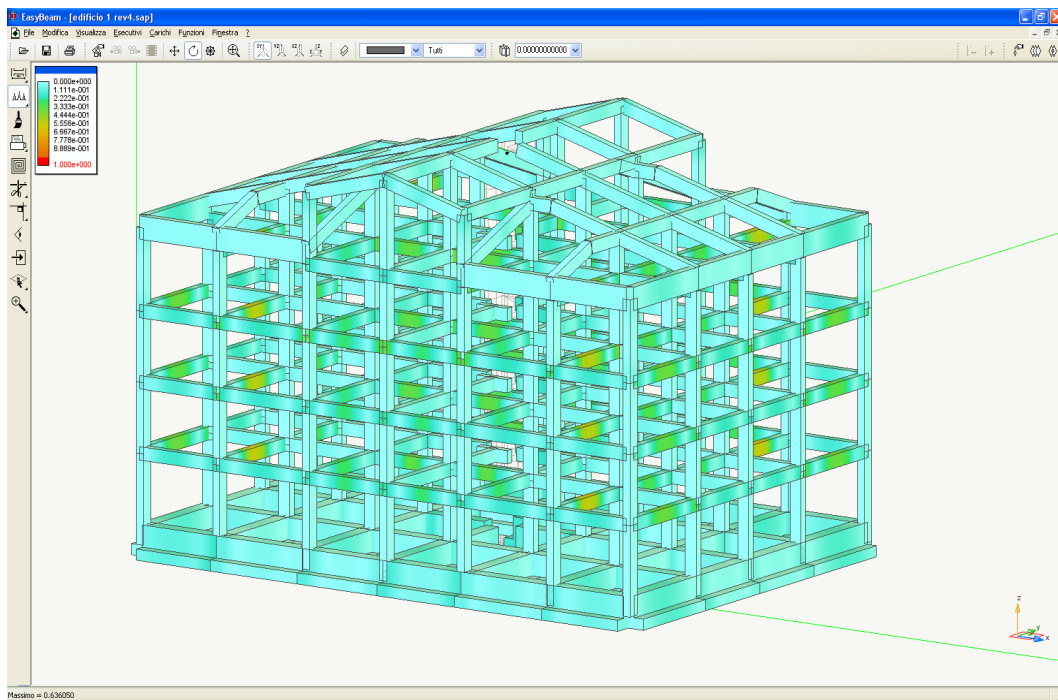 EasyBeam - [edificio 1 rev4.sap]
File Modifica Visualizza Esecutivi Carichi Funzioni Finestra ?
Tutti 0.00000000000
0.000e+000
1.111e-001
2.222e-001
3.333e-001
4.444e-001
5.556e-001
6.667e-001
7.778e-001
8.889e-001
1.000e+000
z
y
x
Massimo = 0.636050